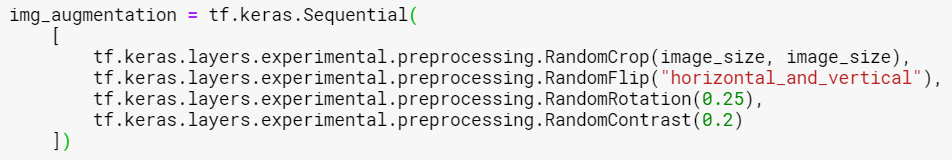 img_augmentation = tf.keras.Sequential(
    [
        tf.keras.layers.experimental.preprocessing.RandomCrop(image_size, image_size),
        tf.keras.layers.experimental.preprocessing.RandomFlip("horizontal_and_vertical"),
        tf.keras.layers.experimental.preprocessing.RandomRotation(0.25),
        tf.keras.layers.experimental.preprocessing.RandomContrast(0.2)
    ])